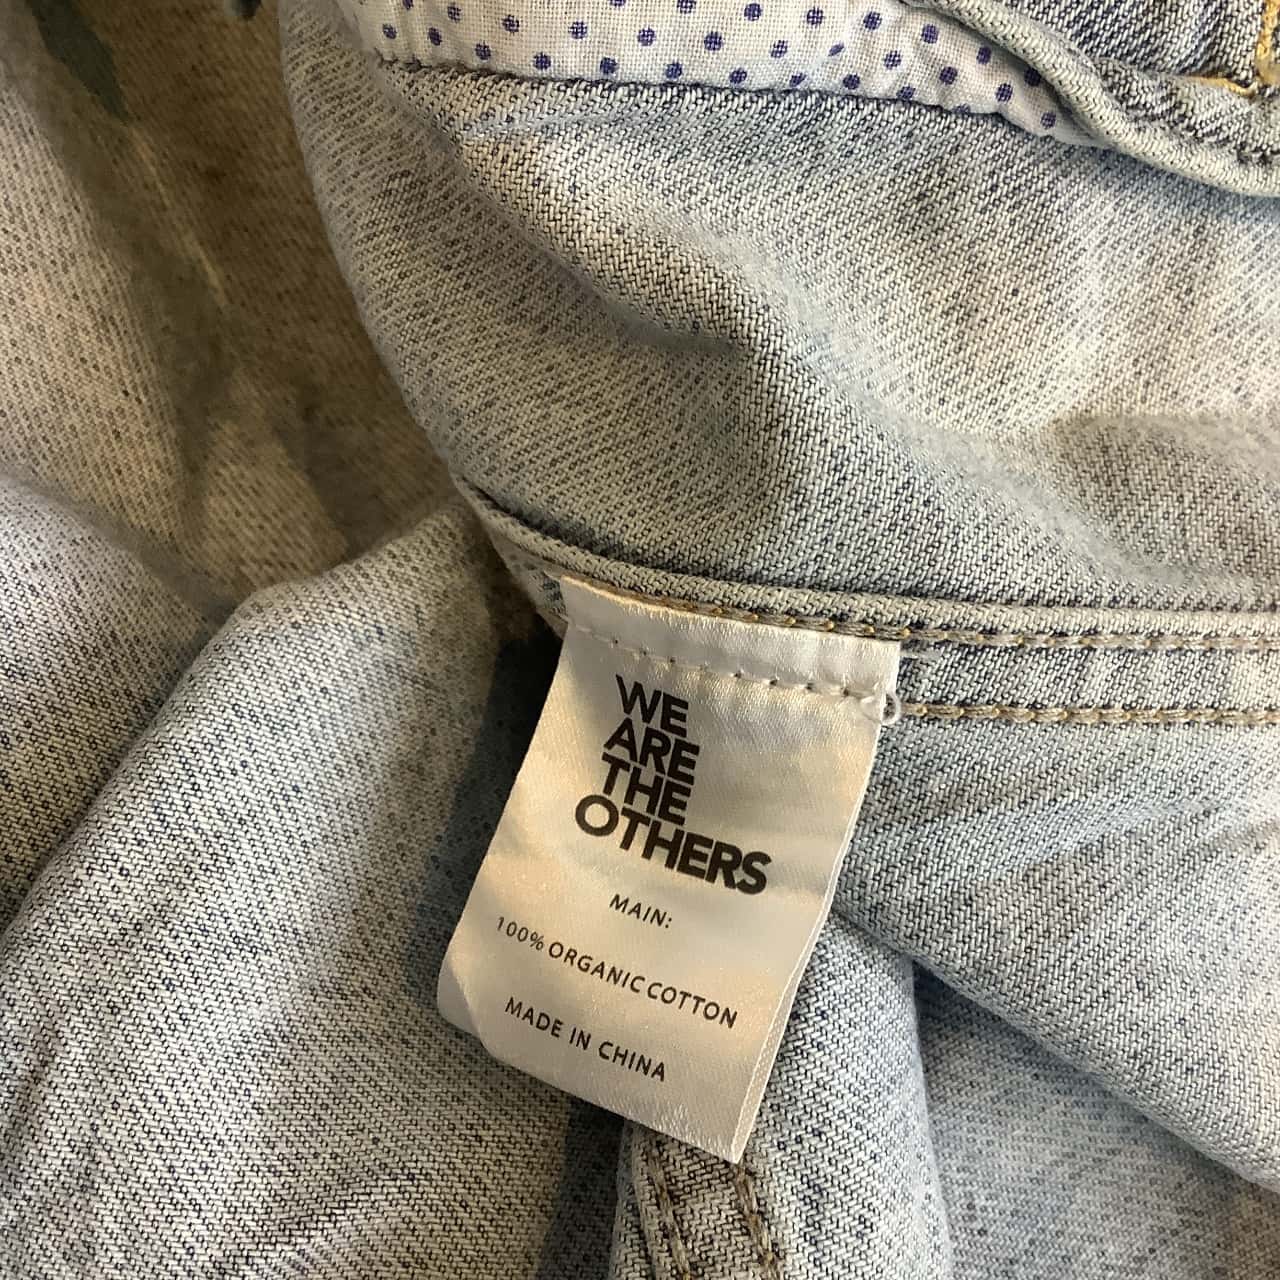 WE
ARE
THE
OTHERS
MAIN:
100% ORGANIC COTTON
MADE IN CHINA